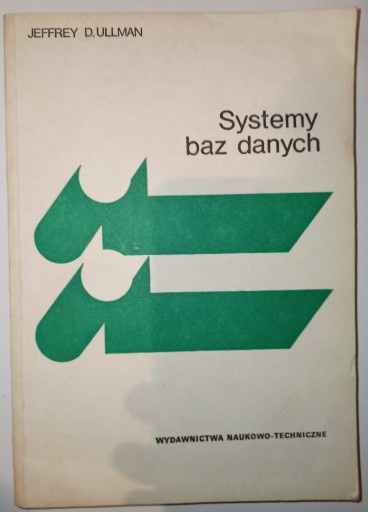 JEFFREY D. ULLMAN
Systemy
baz danych
WYDAWNICTWA NAUKOWO-TECHNICZNE